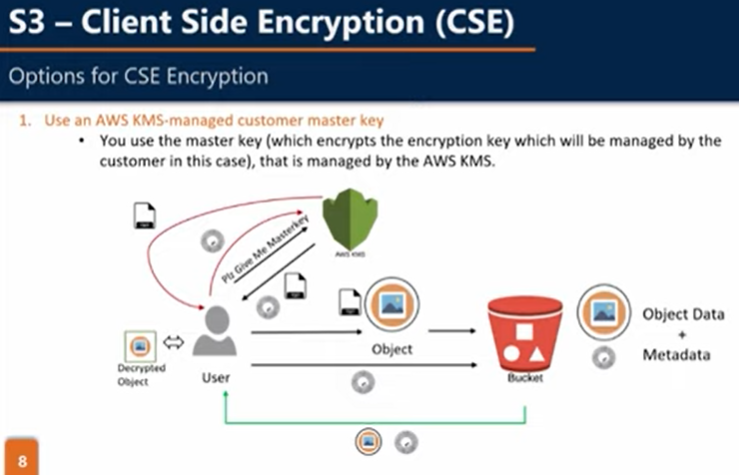 S3 – Client Side Encryption (CSE)
Options for CSE Encryption
1. Use an AWS KMS-managed customer master key
• You use the master key (which encrypts the encryption key which will be managed by the
customer in this case), that is managed by the AWS KMS.
Plz Give Me Masterkey
AWS KMS
Object Data
+
Metadata
Object
Decrypted
Object
User
Bucket
8